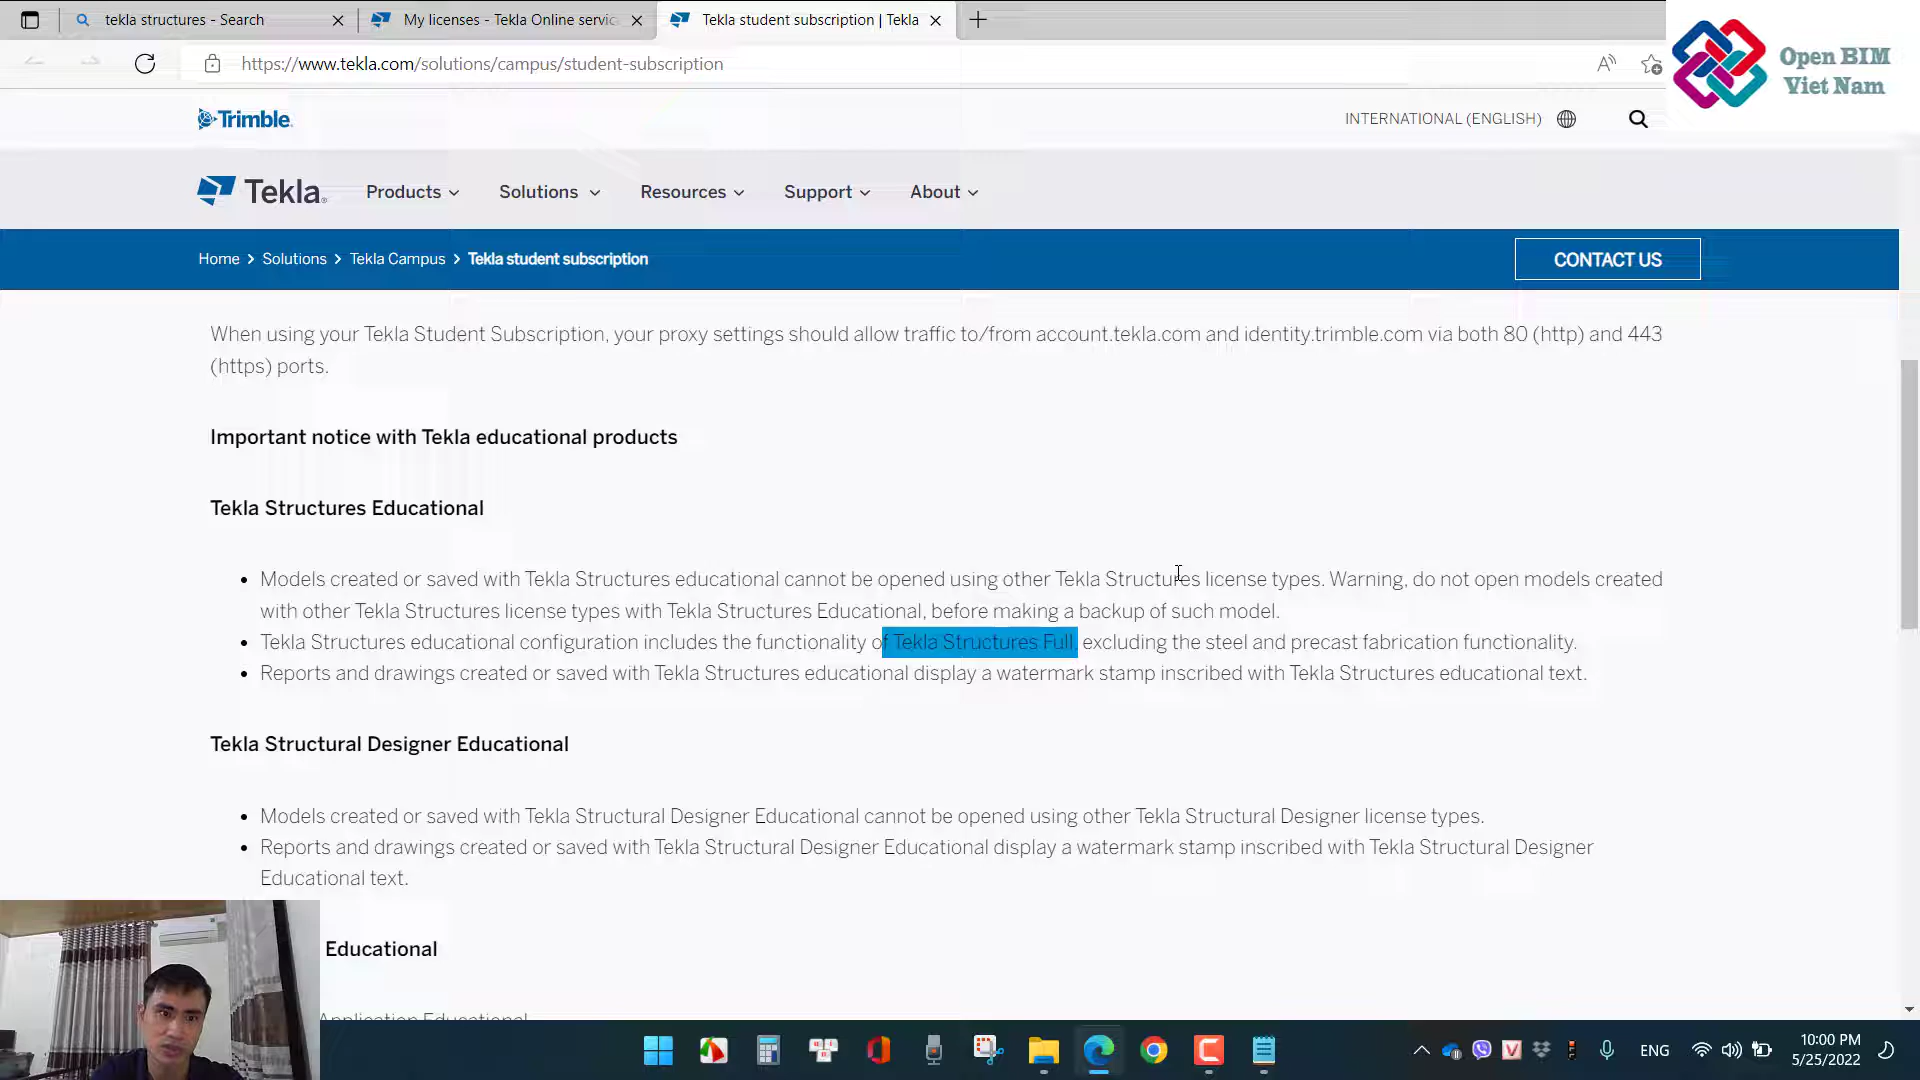 tekla structures - Search
My licenses - Tekla Online servic
Tekla student subscription | Tekla
https://www.tekla.com/solutions/campus/student-subscription
Open BIM
Viet Nam
Trimble.
INTERNATIONAL (ENGLISH)
Tekla
Products
Solutions
Resources
Support
About
Home > Solutions > Tekla Campus > Tekla student subscription
CONTACT US
When using your Tekla Student Subscription, your proxy settings should allow traffic to/from account.tekla.com and identity.trimble.com via both 80 (http) and 443
(https) ports.
Important notice with Tekla educational products
Tekla Structures Educational
• Models created or saved with Tekla Structures educational cannot be opened using other Tekla Structures license types. Warning, do not open models created
with other Tekla Structures license types with Tekla Structures Educational, before making a backup of such model.
• Tekla Structures educational configuration includes the functionality of Tekla Structures Full, excluding the steel and precast fabrication functionality.
• Reports and drawings created or saved with Tekla Structures educational display a watermark stamp inscribed with Tekla Structures educational text.
Tekla Structural Designer Educational
• Models created or saved with Tekla Structural Designer Educational cannot be opened using other Tekla Structural Designer license types.
• Reports and drawings created or saved with Tekla Structural Designer Educational display a watermark stamp inscribed with Tekla Structural Designer
Educational text.
Educational
Application Educational
ENG
10:00 PM
5/25/2022